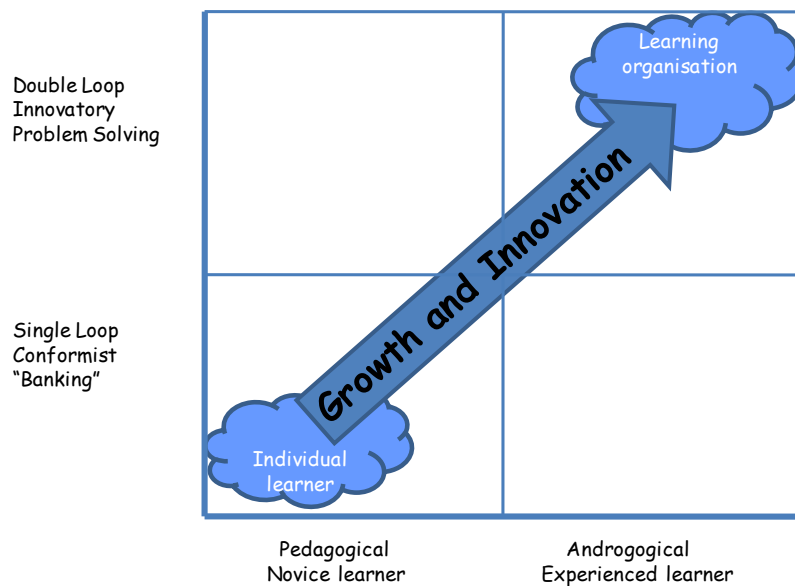 Learning
organisation
Double Loop
Innovatory
Problem Solving
Growth and Innovation
Single Loop
Conformist
“Banking”
Individual
learner
Pedagogical
Novice learner
Androgogical
Experienced learner